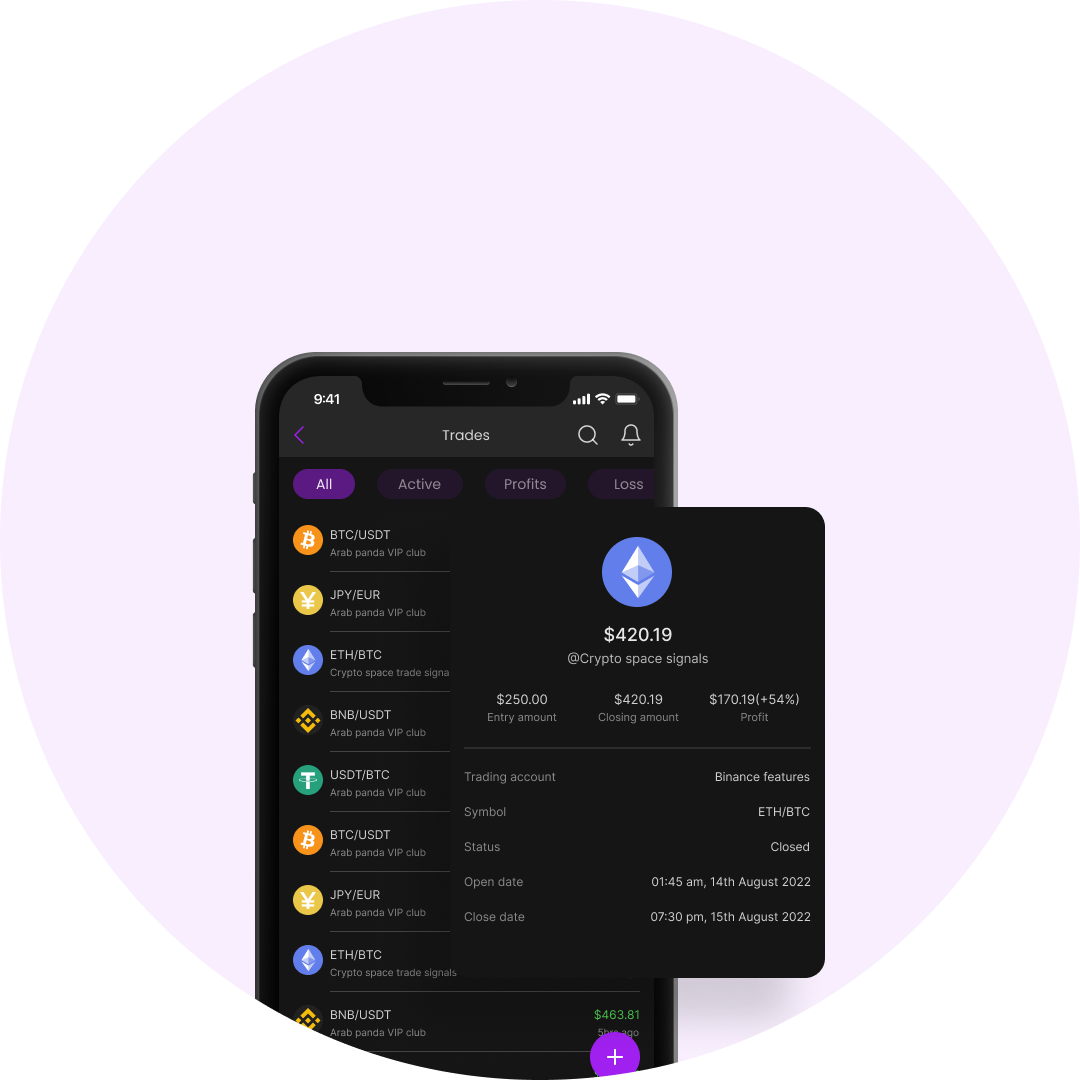 9:41
Trades
All
Active
Profits
Loss
BTC/USDT
Arab panda VIP club
JPY/EUR
Arab panda VIP club
ETH/BTC
Crypto space trade signa
BNB/USDT
Arab panda VIP club
USDT/BTC
Arab panda VIP club
BTC/USDT
Arab panda VIP club
JPY/EUR
Arab panda VIP club
ETH/BTC
Crypto space trade signals
BNB/USDT
$463.81
Arab panda VIP club
5hrs ago
$420.19
@Crypto space signals
$250.00
Entry amount
$420.19
Closing amount
$170.19(+54%)
Profit
Trading account
Binance features
Symbol
ETH/BTC
Status
Closed
Open date
01:45 am, 14th August 2022
Close date
07:30 pm, 15th August 2022